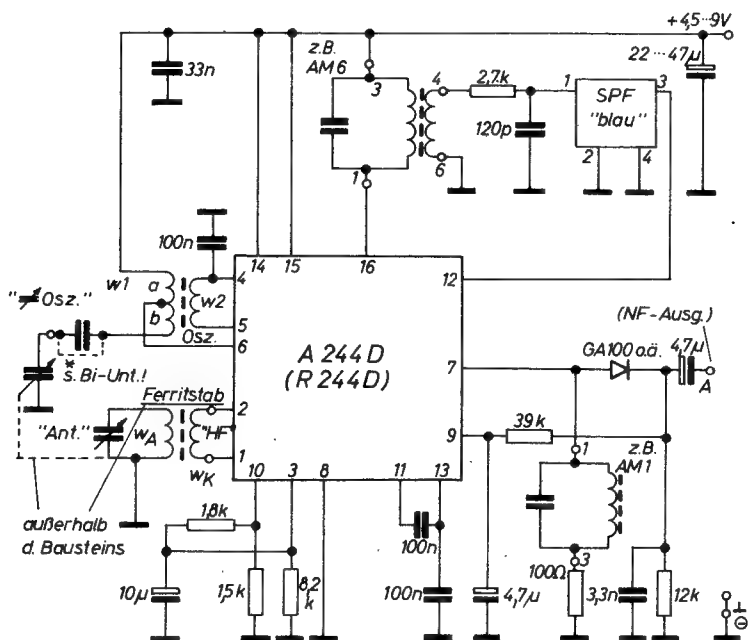 +4,5···9V
33n
z.B.
AM6
3
4
2,7k
1
SPF
"blau"
3
22···47µ
120p
6
2
4
1
100n
14
15
16
w1
a
b
4
w2
5
Osz.
6
12
"Osz."
*
s. Bi-Unt.!
A 244 D
(R 244 D)
7
GA100 o.ä.
(NF-Ausg.)
4,7µ
A
Ferritstab
2
"Ant."
wA
"HF"
1
wK
9
39k
z.B.
AM1
1
10
3
8
11
13
außerhalb
d. Bausteins
1,8k
100n
3
10µ
1,5k
8,2
k
100n
4,7µ
100Ω
3,3n
12k